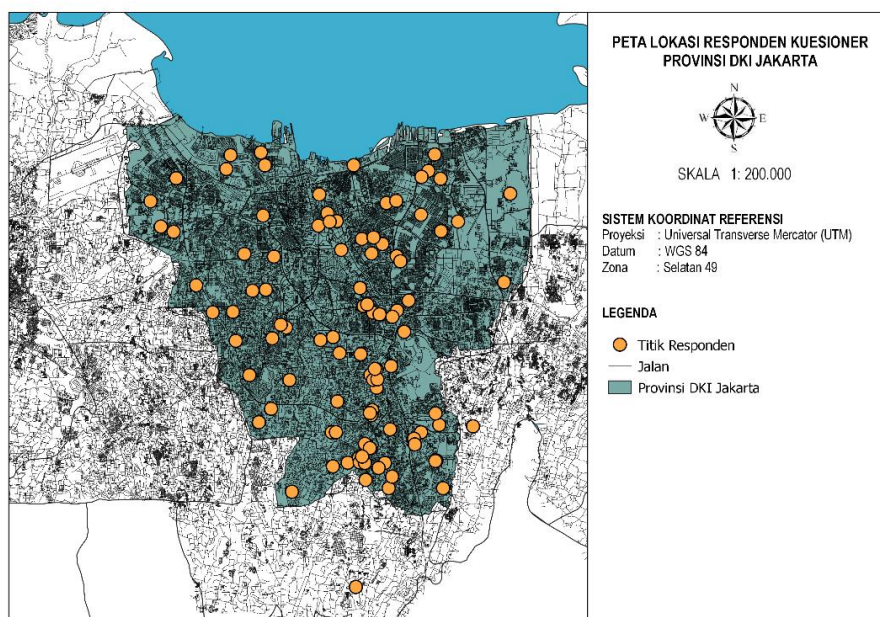 PETA LOKASI RESPONDEN KUESIONER
PROVINSI DKI JAKARTA
N
W E
S
SKALA 1: 200.000
SISTEM KOORDINAT REFERENSI
Proyeksi : Universal Transverse Mercator (UTM)
Datum : WGS 84
Zona : Selatan 49
LEGENDA
Titik Responden
Jalan
Provinsi DKI Jakarta